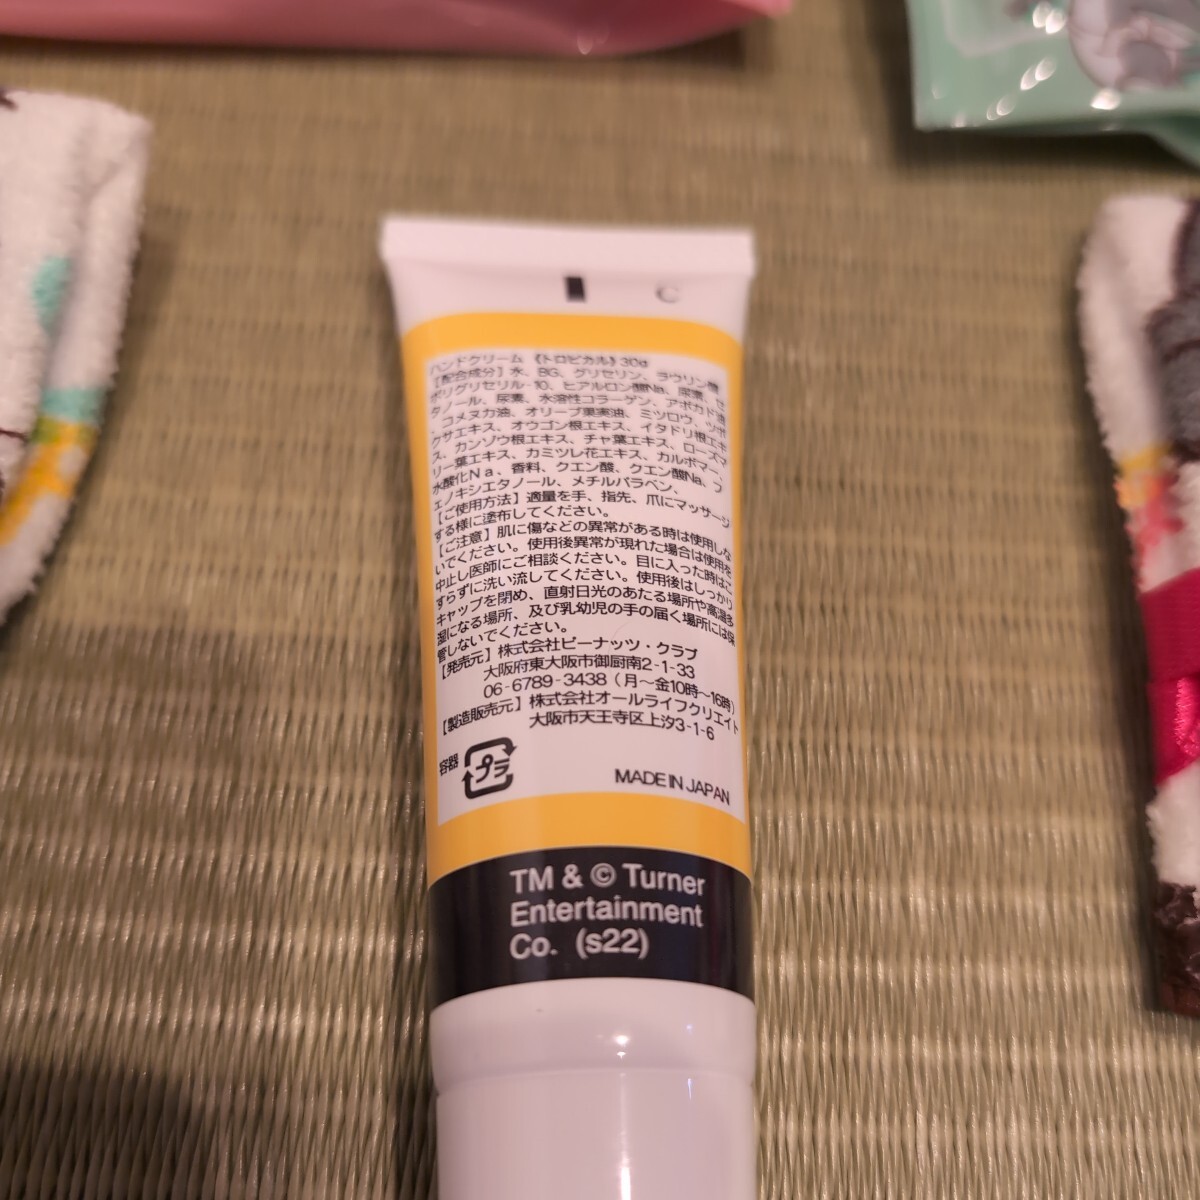 C
ハンドクリーム 《トロピカル》 30g
【配合成分】水、BG、グリセリン、ラウリン酸
ポリグリセリル-10、ヒアルロン酸Na、尿素、セ
タノール、尿素、水溶性コラーゲン、アボカド油
、コメヌカ油、オリーブ果実油、ミツロウ、ツボ
クサエキス、オウゴン根エキス、イタドリ根エキ
ス、カンゾウ根エキス、チャ葉エキス、ローズマ
リー葉エキス、カミツレ花エキス、カルボマー、
水酸化Na、香料、クエン酸、クエン酸Na、フ
ェノキシエタノール、メチルパラベン、
【ご使用方法】適量を手、指先、爪にマッサージ
する様に塗布してください。
【ご注意】肌に傷などの異常がある時は使用しな
いでください。使用後異常が現れた場合は使用を
中止し医師にご相談ください。目に入った時はこ
すらずに洗い流してください。使用後はしっかり
キャップを閉め、直射日光のあたる場所や高温多
湿になる場所、及び乳幼児の手の届く場所には保
管しないでください。
【発売元】株式会社ピーナッツ・クラブ
大阪府東大阪市御厨南2-1-33
06-6789-3438（月～金10時～16時）
【製造販売元】株式会社オールライフクリエイト
大阪市天王寺区上汐3-1-6
容器 プラ
MADE IN JAPAN
TM & © Turner
Entertainment
Co. (s22)